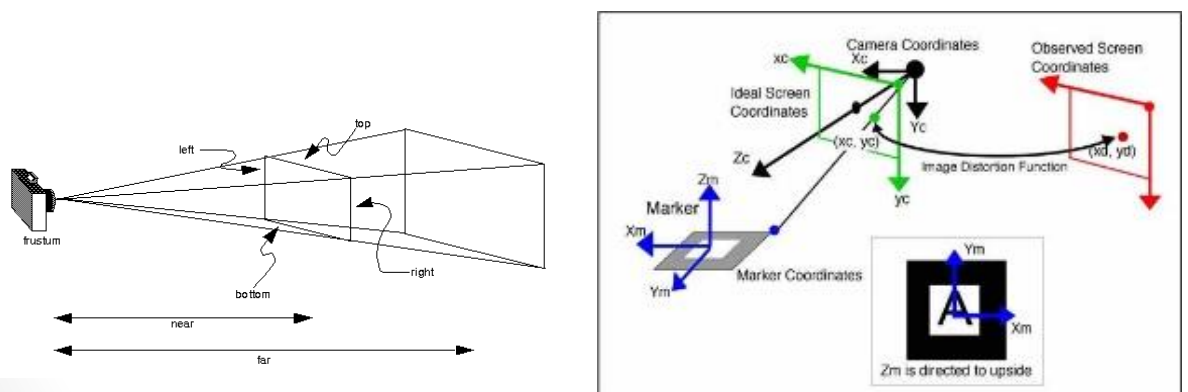 top
left
frustum
right
bottom
near
far
Camera Coordinates
Observed Screen
Coordinates
xc
Xc
Ideal Screen
Coordinates
Yc
(xc, yc)
Zc
(xd, yd)
Image Distortion Function
yc
Zm
Marker
Xm
Marker Coordinates
Ym
Ym
A
Xm
Zm is directed to upside